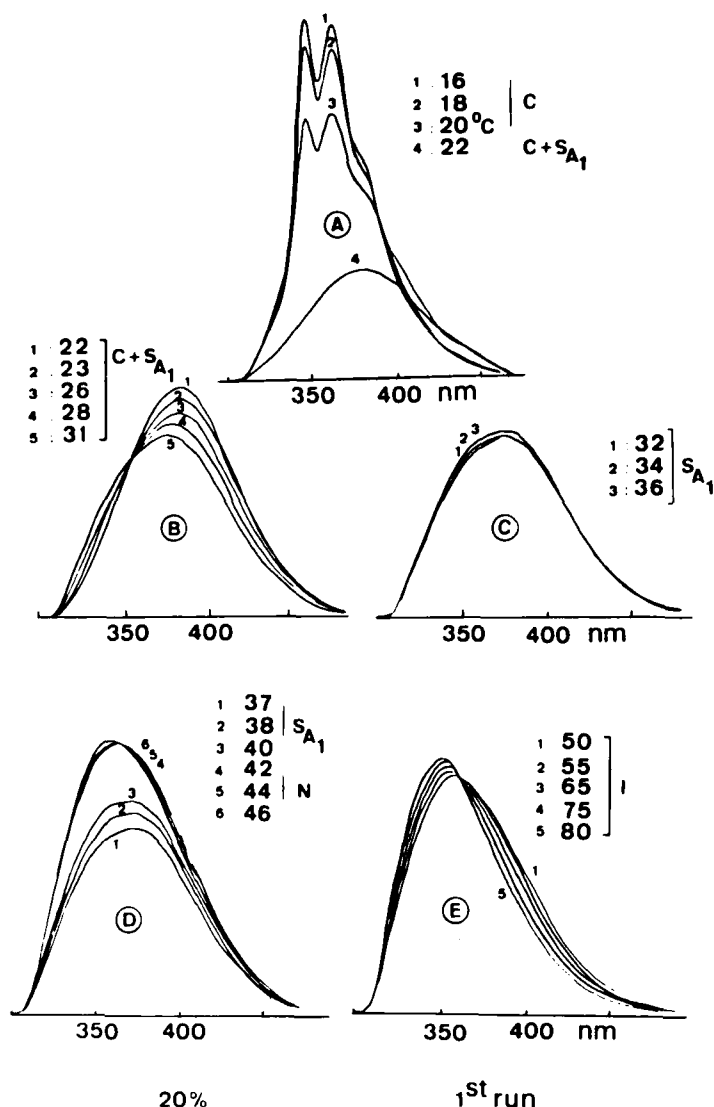 1
2
3
4
1 : 16
2 18 C
3 : 20°C
4 22 C + S_A1
A
350 400 nm
1 : 22 C + S_A1
2 : 23
3 : 26
4 : 28
5 : 31
1
2
3
4
5
B
350 400
1 : 32
2 : 34 S_A1
3 : 36
1 2 3
C
350 400 nm
1 37
2 38 S_A1
3 40
4 42
5 44 N
6 46
6 5 4
3
2
1
D
350 400
1 50
2 55
3 65 I
4 75
5 80
1
5
E
350 400 nm
20% 1st run